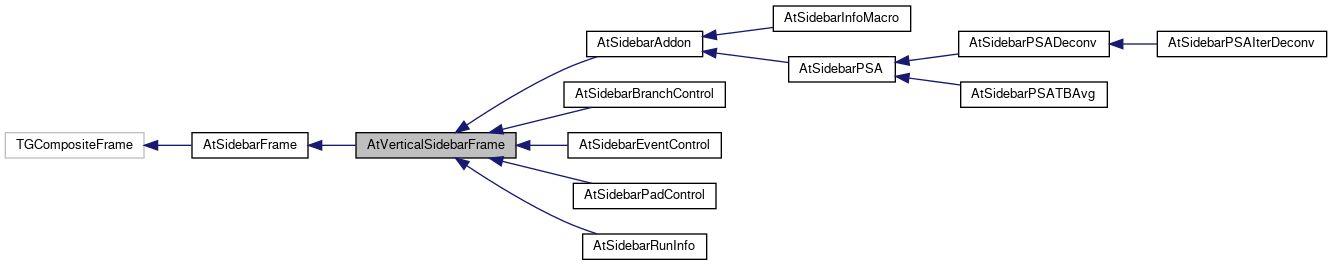 AtSidebarInfoMacro
AtSidebarAddon
AtSidebarPSADeconv
AtSidebarPSAIterDeconv
AtSidebarPSA
AtSidebarBranchControl
AtSidebarPSATBAvg
TGCompositeFrame
AtSidebarFrame
AtVerticalSidebarFrame
AtSidebarEventControl
AtSidebarPadControl
AtSidebarRunInfo